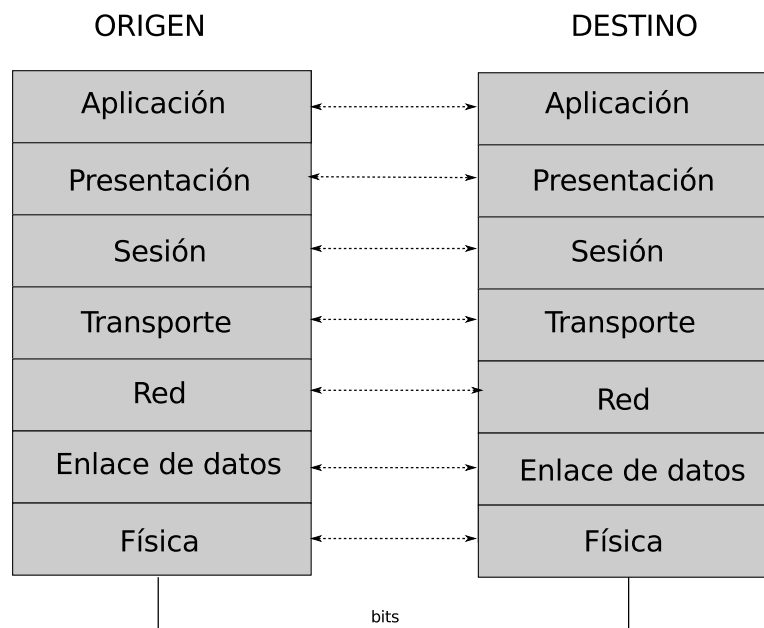 ORIGEN
DESTINO
Aplicación
Aplicación
Presentación
Presentación
Sesión
Sesión
Transporte
Transporte
Red
Red
Enlace de datos
Enlace de datos
Física
Física
bits